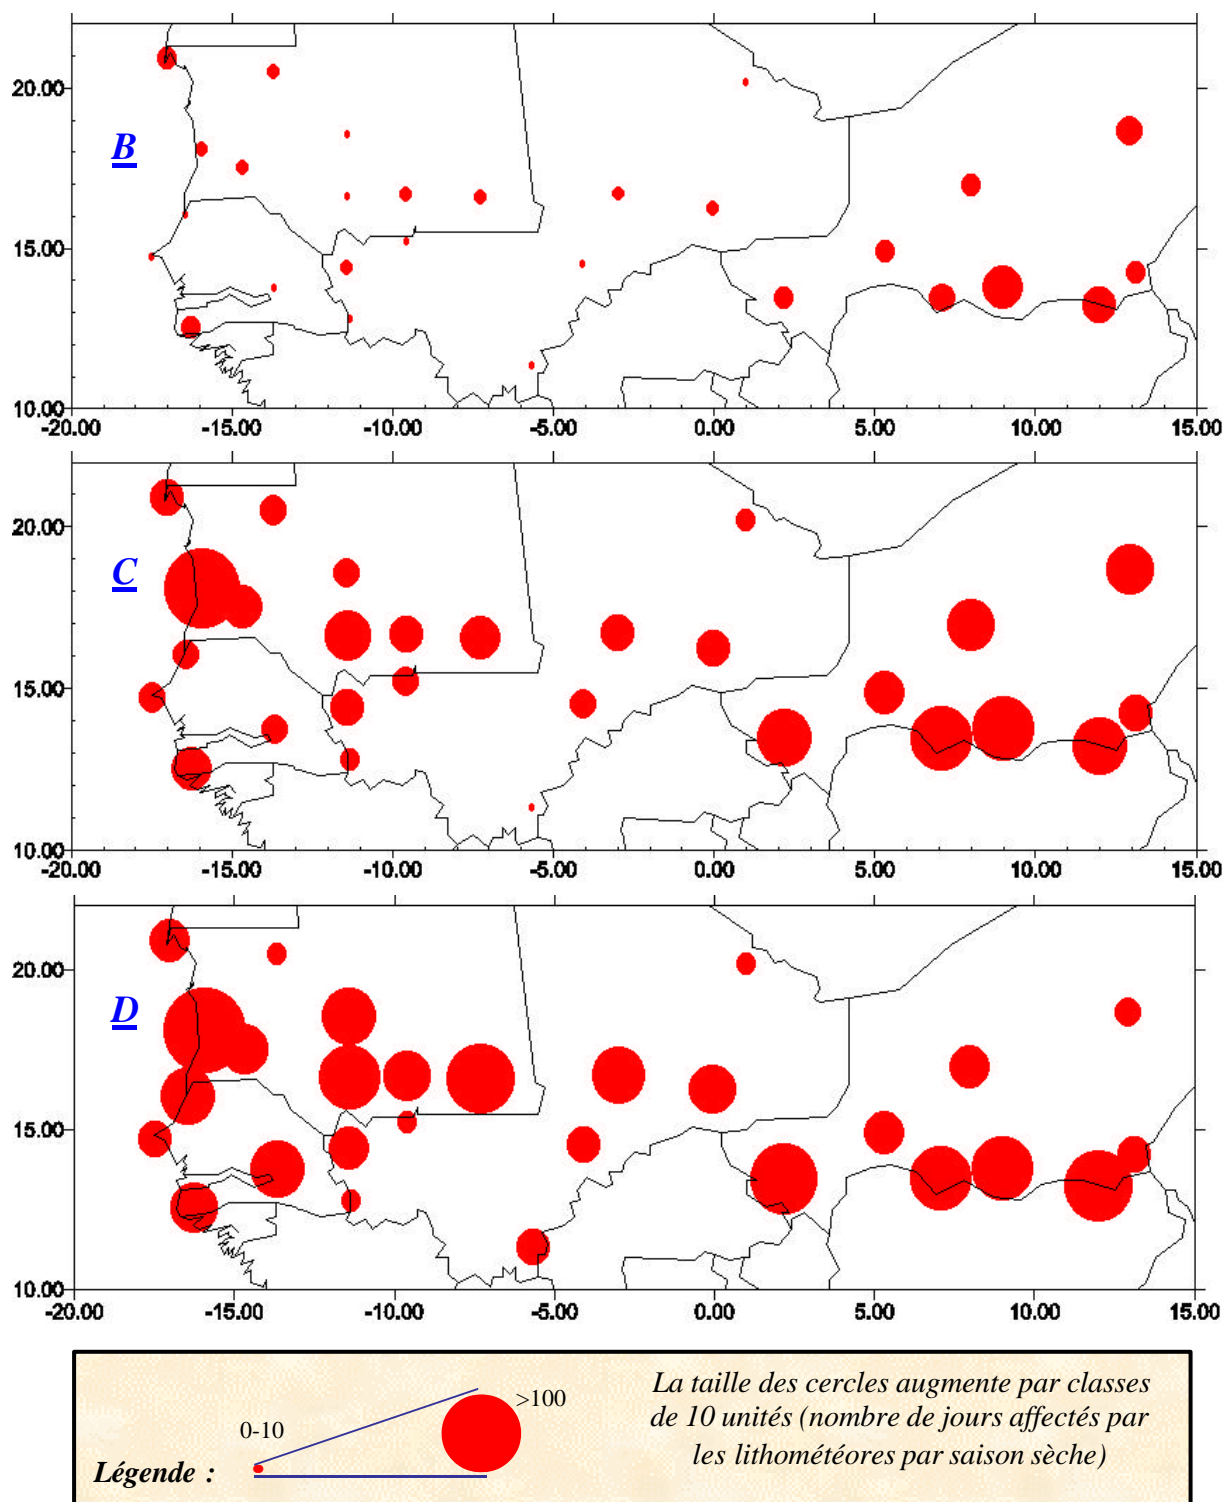 20.00
B
15.00
10.00
-20.00 -15.00 -10.00 -5.00 0.00 5.00 10.00 15.00
20.00
C
15.00
10.00
-20.00 -15.00 -10.00 -5.00 0.00 5.00 10.00 15.00
20.00
D
15.00
10.00
-20.00 -15.00 -10.00 -5.00 0.00 5.00 10.00 15.00
Légende :
0-10
>100
La taille des cercles augmente par classes
de 10 unités (nombre de jours affectés par
les lithométéores par saison sèche)